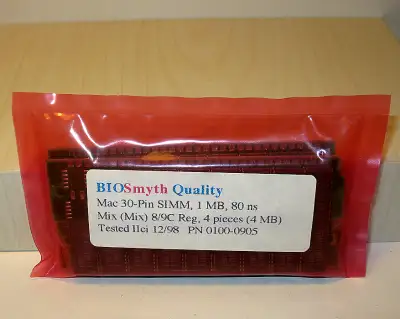 BIOSmyth Quality
Mac 30-Pin SIMM, 1 MB, 80 ns
Mix (Mix) 8/9C Reg, 4 pieces (4 MB)
Tested IIci 12/98 PN 0100-0905